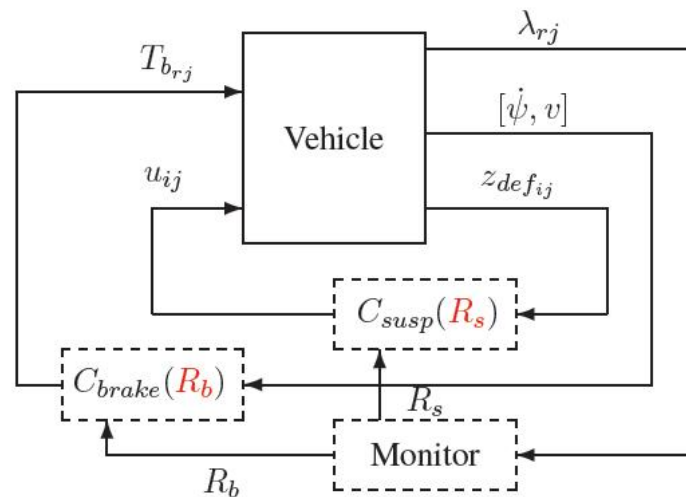 λ_{rj}
T_{b_{rj}}
[ψ̇, v]
Vehicle
u_{ij}
z_{def_{ij}}
C_{susp}(R_s)
C_{brake}(R_b)
R_s
Monitor
R_b